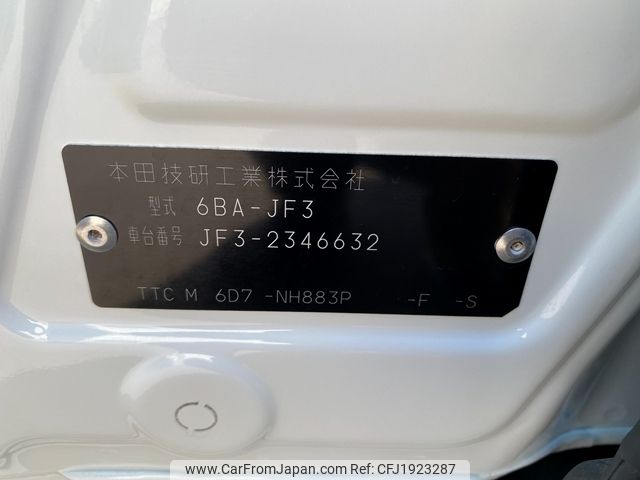 本田技研工業株式会社
型式 6BA-JF3
車台番号 JF3-2346632
TTC M 6D7 -NH883P -F -S
www.CarFromJapan.com - CFJ1923287